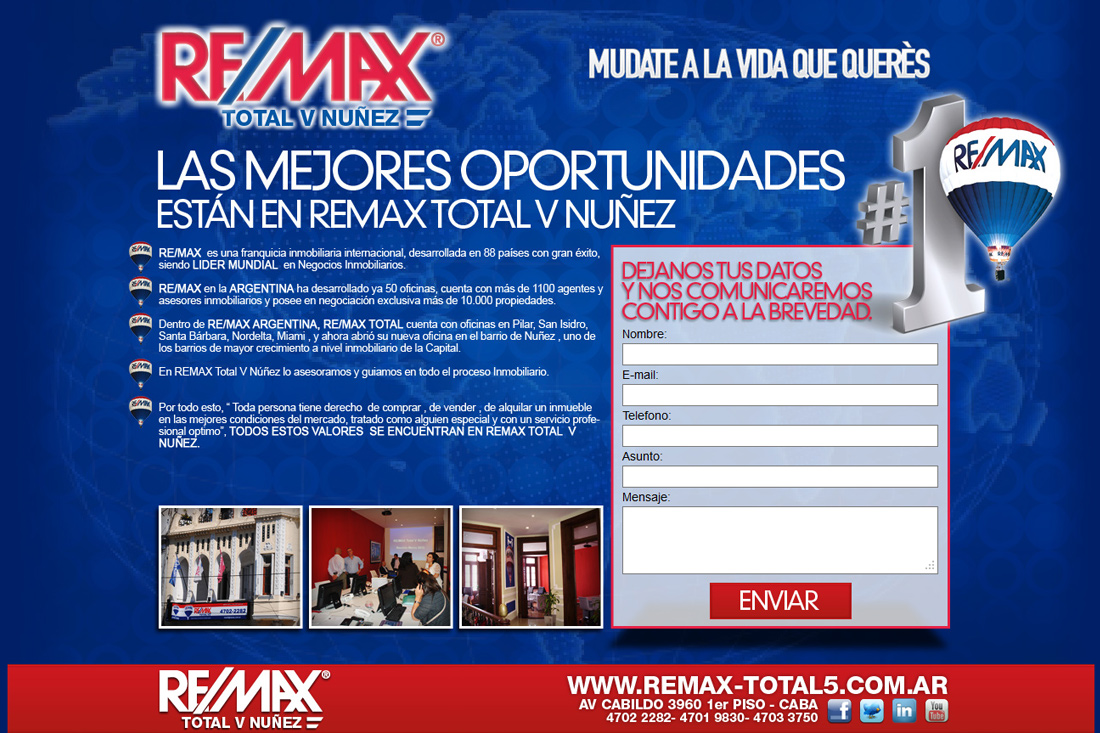 RE/MAX®
TOTAL V NUÑEZ
MUDATE A LA VIDA QUE QUERÈS
#1
RE/MAX
LAS MEJORES OPORTUNIDADES
ESTÁN EN REMAX TOTAL V NUÑEZ
RE/MAX es una franquicia inmobiliaria internacional, desarrollada en 88 países con gran éxito,
siendo LIDER MUNDIAL en Negocios Inmobiliarios.
RE/MAX en la ARGENTINA ha desarrollado ya 50 oficinas, cuenta con más de 1100 agentes y
asesores inmobiliarios y posee en negociación exclusiva más de 10.000 propiedades.
Dentro de RE/MAX ARGENTINA, RE/MAX TOTAL cuenta con oficinas en Pilar, San Isidro,
Santa Bárbara, Nordelta, Miami , y ahora abrió su nueva oficina en el barrio de Nuñez , uno de
los barrios de mayor crecimiento a nivel inmobiliario de la Capital.
En REMAX Total V Núñez lo asesoramos y guiamos en todo el proceso Inmobiliario.
Por todo esto, “ Toda persona tiene derecho de comprar , de vender , de alquilar un inmueble
en las mejores condiciones del mercado, tratado como alguien especial y con un servicio profe-
sional optimo”, TODOS ESTOS VALORES SE ENCUENTRAN EN REMAX TOTAL V
NUÑEZ.
DEJANOS TUS DATOS
Y NOS COMUNICAREMOS
CONTIGO A LA BREVEDAD.
Nombre:
E-mail:
Telefono:
Asunto:
Mensaje:
ENVIAR
4702-2282
RE/MAX®
TOTAL V NUÑEZ
WWW.REMAX-TOTAL5.COM.AR
AV CABILDO 3960 1er PISO - CABA
4702 2282- 4701 9830- 4703 3750
f
in
You Tube